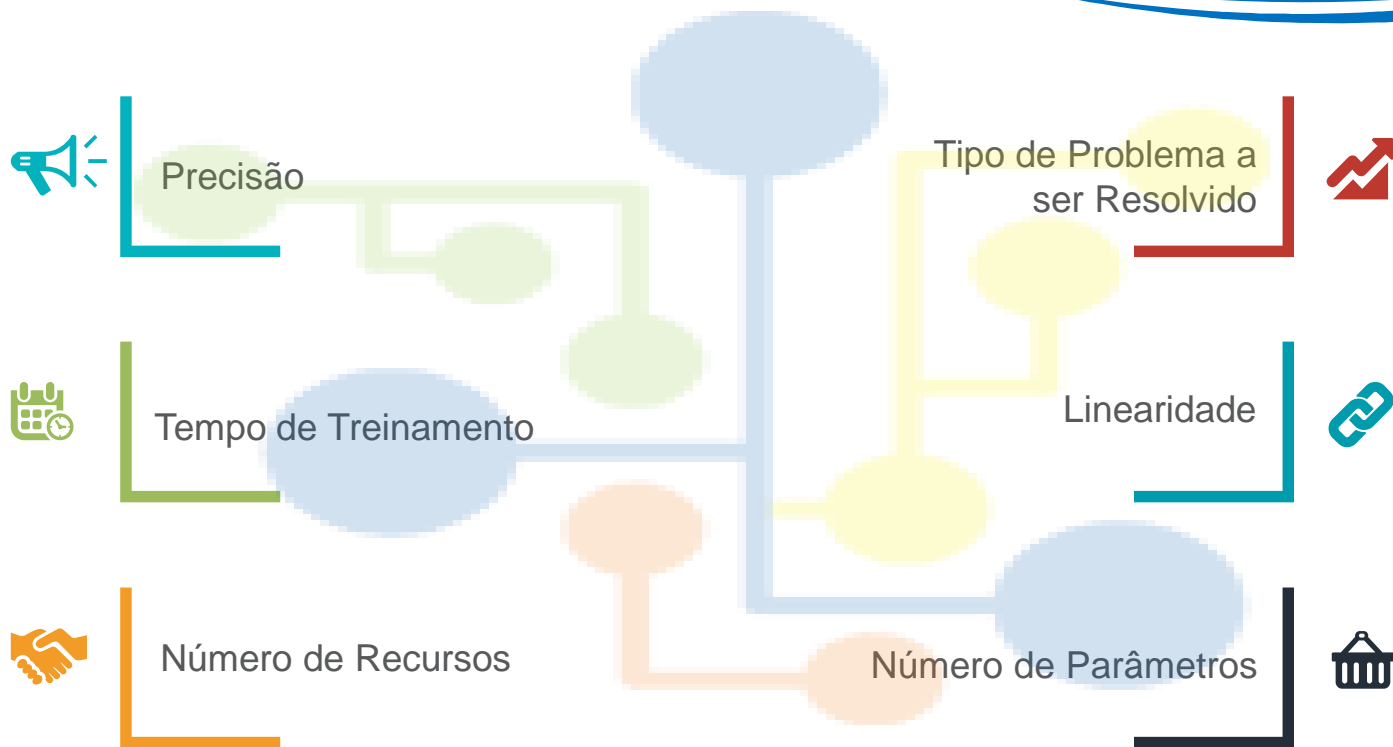 Precisão
Tipo de Problema a
ser Resolvido
Tempo de Treinamento
Linearidade
Número de Recursos
Número de Parâmetros